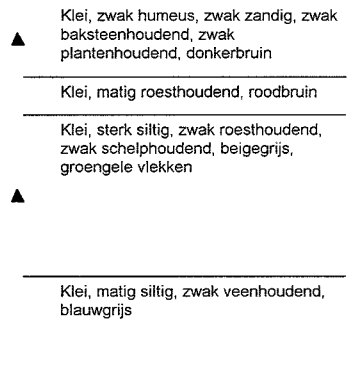 Klei, zwak humeus, zwak zandig, zwak
baksteenhoudend, zwak
plantenhoudend, donkerbruin
Klei, matig roesthoudend, roodbruin
Klei, sterk siltig, zwak roesthoudend,
zwak schelphoudend, beigegrijs,
groengele vlekken
Klei, matig siltig, zwak veenhoudend,
blauwgrijs